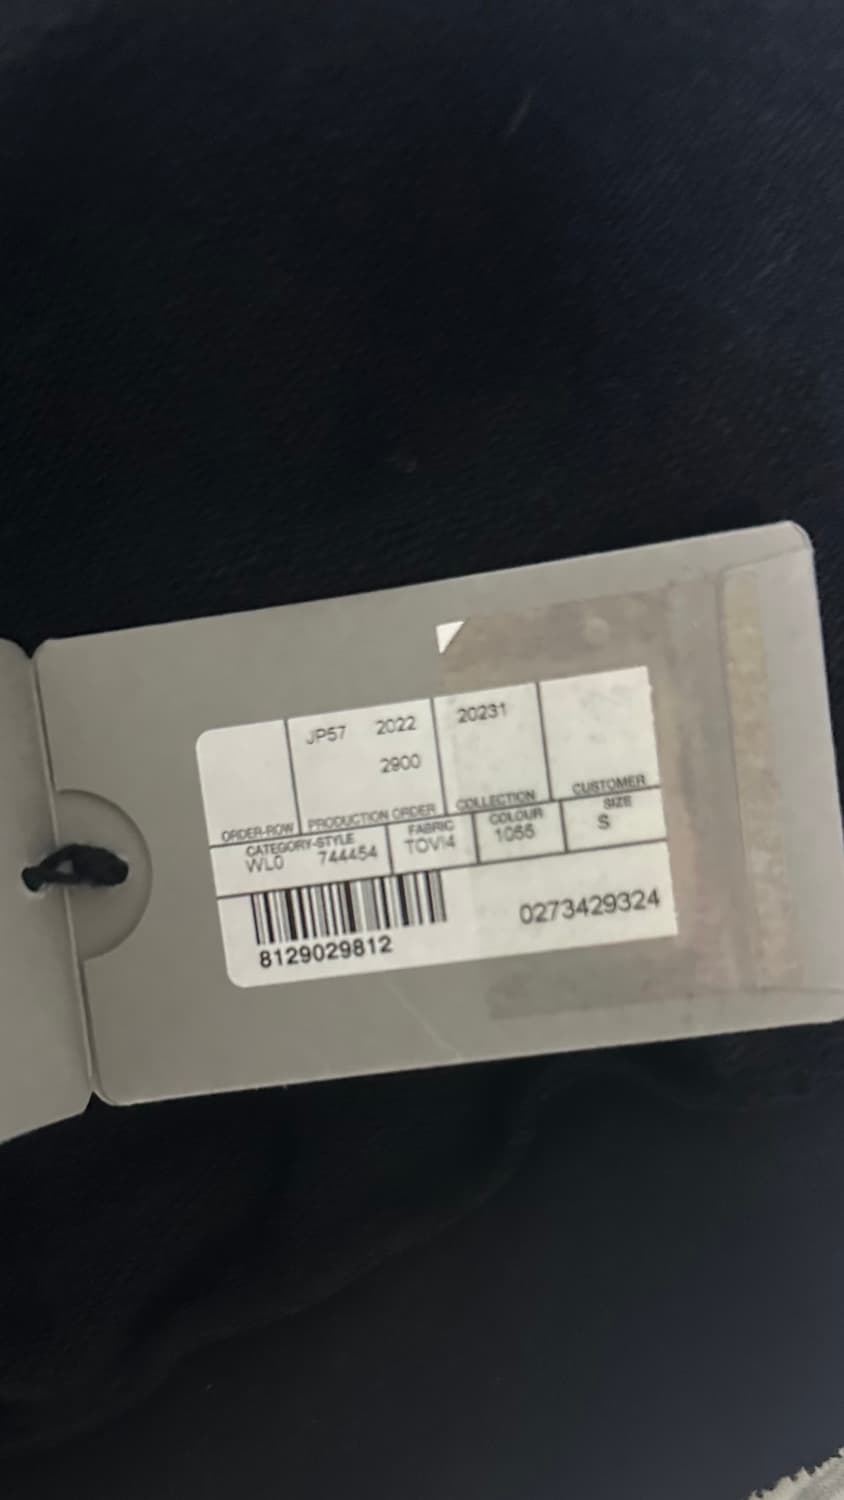 JP57 2022 20231
2900
ORDER-ROW PRODUCTION ORDER COLLECTION CUSTOMER
CATEGORY-STYLE FABRIC COLOUR SIZE
WL0 744454 TOVI4 1055 S
8129029812 0273429324